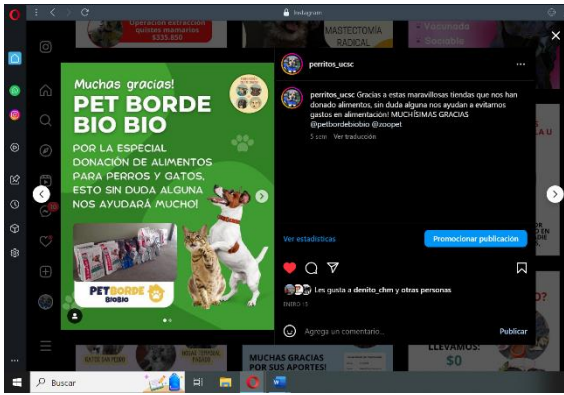 Instagram
Operación extracción
quistes mamarios
$335.850
MASTECTOMÍA
RADICAL
Vacunada
Sociable
Muchas gracias!
PET BORDE
BIO BIO
POR LA ESPECIAL
DONACIÓN DE ALIMENTOS
PARA PERROS Y GATOS,
ESTO SIN DUDA ALGUNA
NOS AYUDARÁ MUCHO!
PETBORDE
BIOBIO
perritos_ucsc
perritos_ucsc Gracias a estas maravillosas tiendas que nos han
donado alimentos, sin duda alguna nos ayudan a evitarnos
gastos en alimentación! MUCHÍSIMAS GRACIAS
@petbordebiobio @zoopet
5 sem Ver traducción
Ver estadísticas
Promocionar publicación
Les gusta a denito_chm y otras personas
ENERO 15
Agrega un comentario...
Publicar
MUCHAS GRACIAS
POR SUS APORTES!
LLEVAMOS:
$0
Buscar